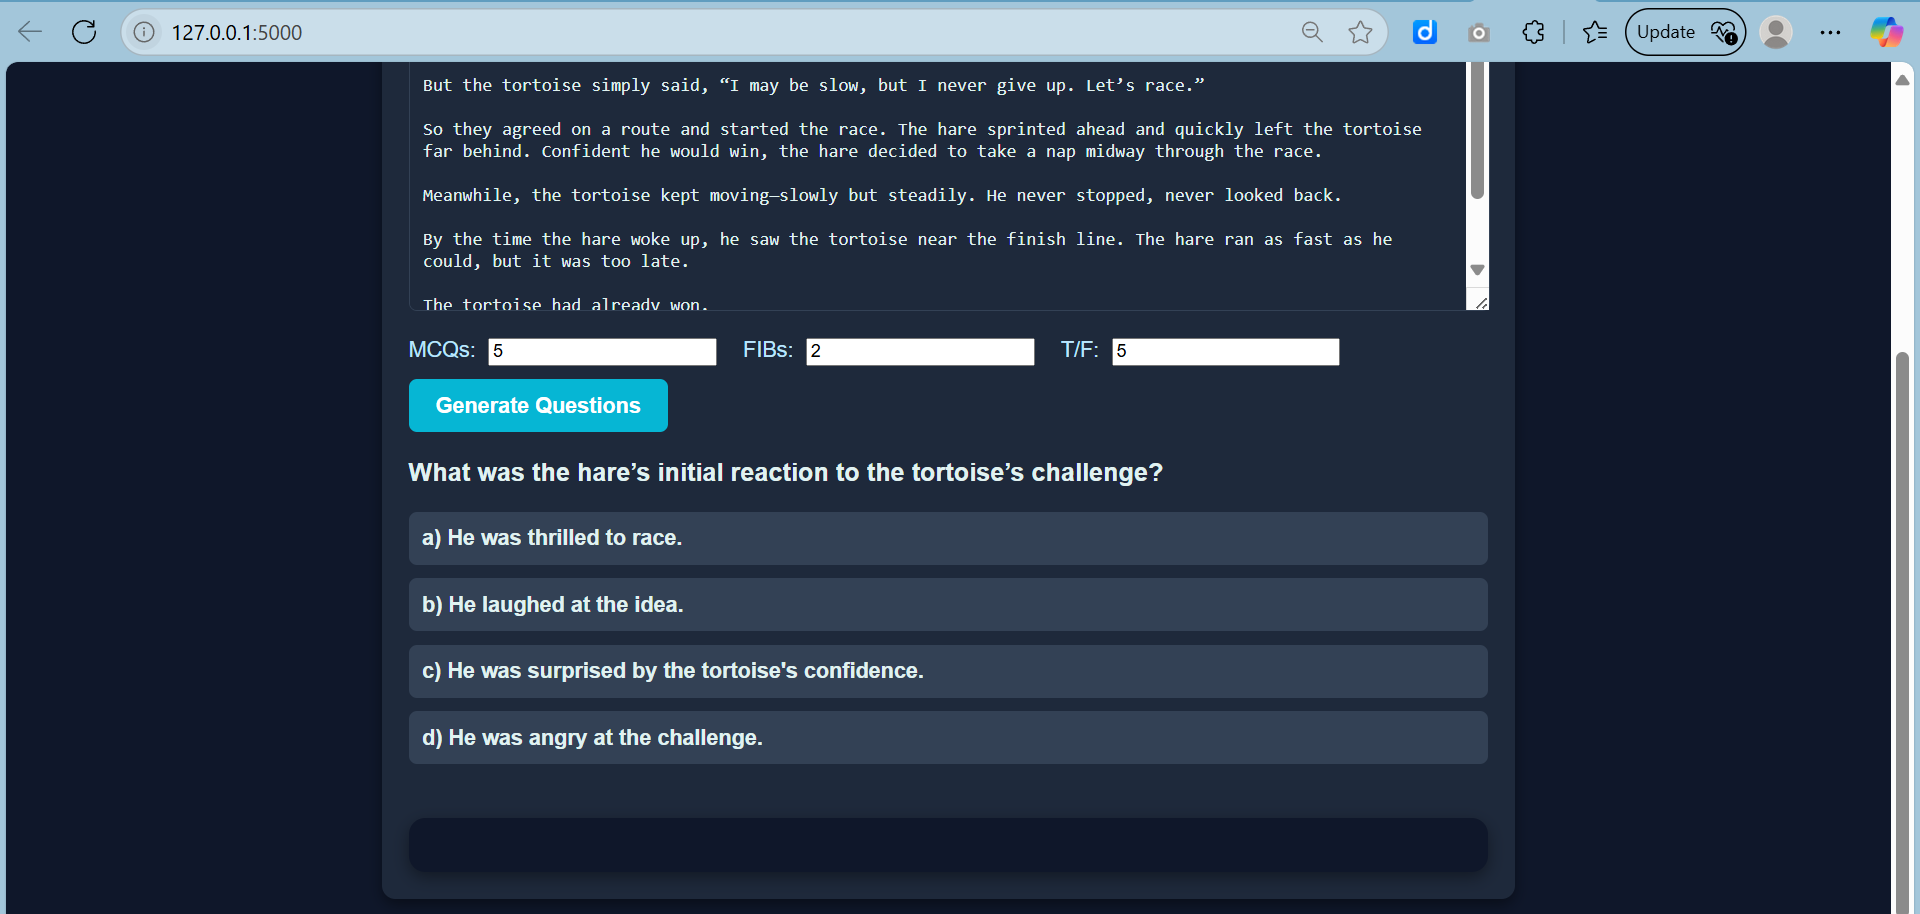 127.0.0.1:5000
Update
But the tortoise simply said, “I may be slow, but I never give up. Let’s race.”
So they agreed on a route and started the race. The hare sprinted ahead and quickly left the tortoise
far behind. Confident he would win, the hare decided to take a nap midway through the race.
Meanwhile, the tortoise kept moving—slowly but steadily. He never stopped, never looked back.
By the time the hare woke up, he saw the tortoise near the finish line. The hare ran as fast as he
could, but it was too late.
The tortoise had already won.
MCQs: 5 FIBs: 2 T/F: 5
Generate Questions
What was the hare’s initial reaction to the tortoise’s challenge?
a) He was thrilled to race.
b) He laughed at the idea.
c) He was surprised by the tortoise's confidence.
d) He was angry at the challenge.